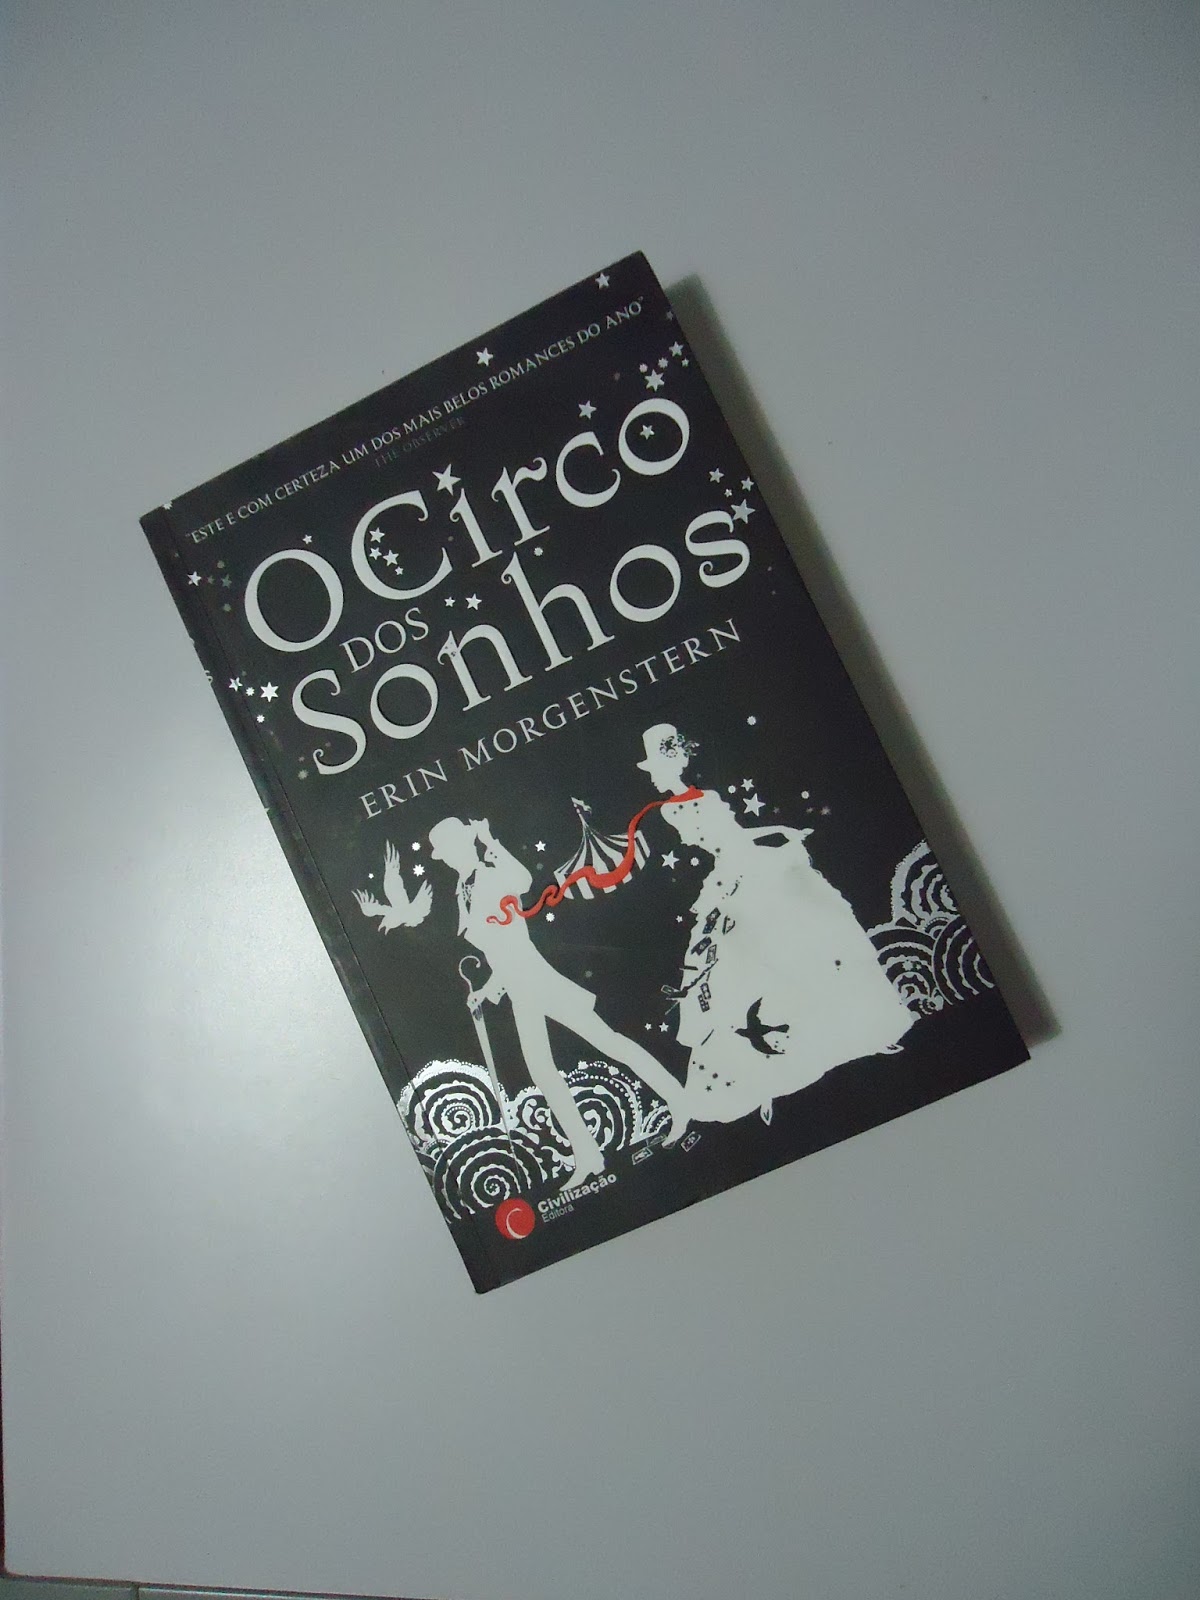 "ESTE É COM CERTEZA UM DOS MAIS BELOS ROMANCES DO ANO"
THE OBSERVER
O Circo
DOS
Sonhos
ERIN MORGENSTERN
Civilização
Editora